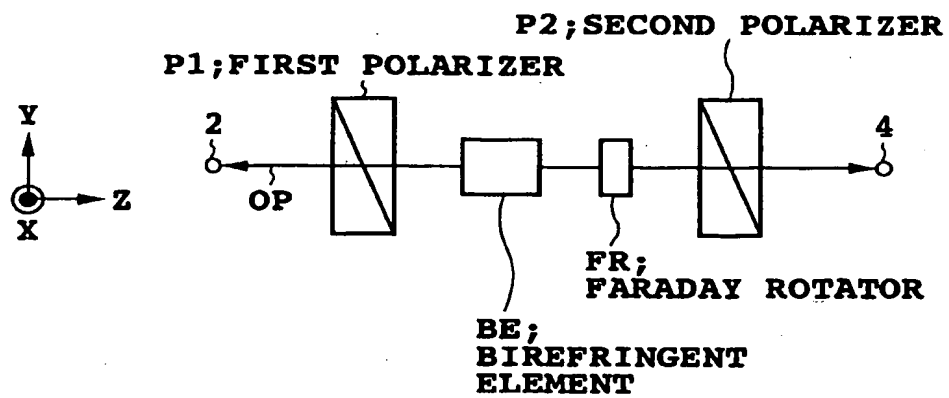 P2;SECOND POLARIZER
P1;FIRST POLARIZER
Y
2
4
Z
OP
X
FR;
FARADAY ROTATOR
BE;
BIREFRINGENT
ELEMENT